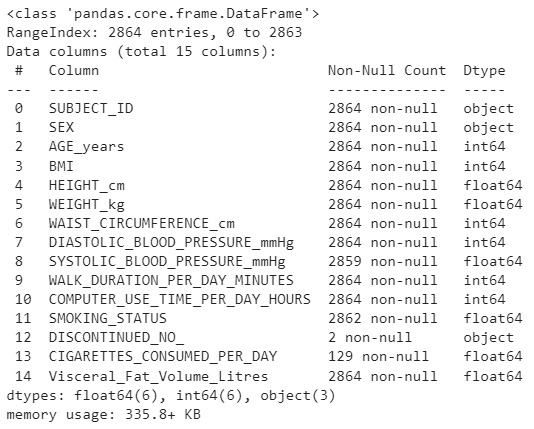 <class 'pandas.core.frame.DataFrame'>
RangeIndex: 2864 entries, 0 to 2863
Data columns (total 15 columns):
 #   Column                          Non-Null Count  Dtype
---  ------                          --------------  -----
 0   SUBJECT_ID                      2864 non-null   object
 1   SEX                             2864 non-null   object
 2   AGE_years                       2864 non-null   int64
 3   BMI                             2864 non-null   int64
 4   HEIGHT_cm                       2864 non-null   float64
 5   WEIGHT_kg                       2864 non-null   float64
 6   WAIST_CIRCUMFERENCE_cm          2864 non-null   int64
 7   DIASTOLIC_BLOOD_PRESSURE_mmHg   2864 non-null   int64
 8   SYSTOLIC_BLOOD_PRESSURE_mmHg    2859 non-null   float64
 9   WALK_DURATION_PER_DAY_MINUTES   2864 non-null   int64
 10  COMPUTER_USE_TIME_PER_DAY_HOURS 2864 non-null   int64
 11  SMOKING_STATUS                  2862 non-null   float64
 12  DISCONTINUED_NO_                2 non-null      object
 13  CIGARETTES_CONSUMED_PER_DAY     129 non-null    float64
 14  Visceral_Fat_Volume_Litres      2864 non-null   float64
dtypes: float64(6), int64(6), object(3)
memory usage: 335.8+ KB